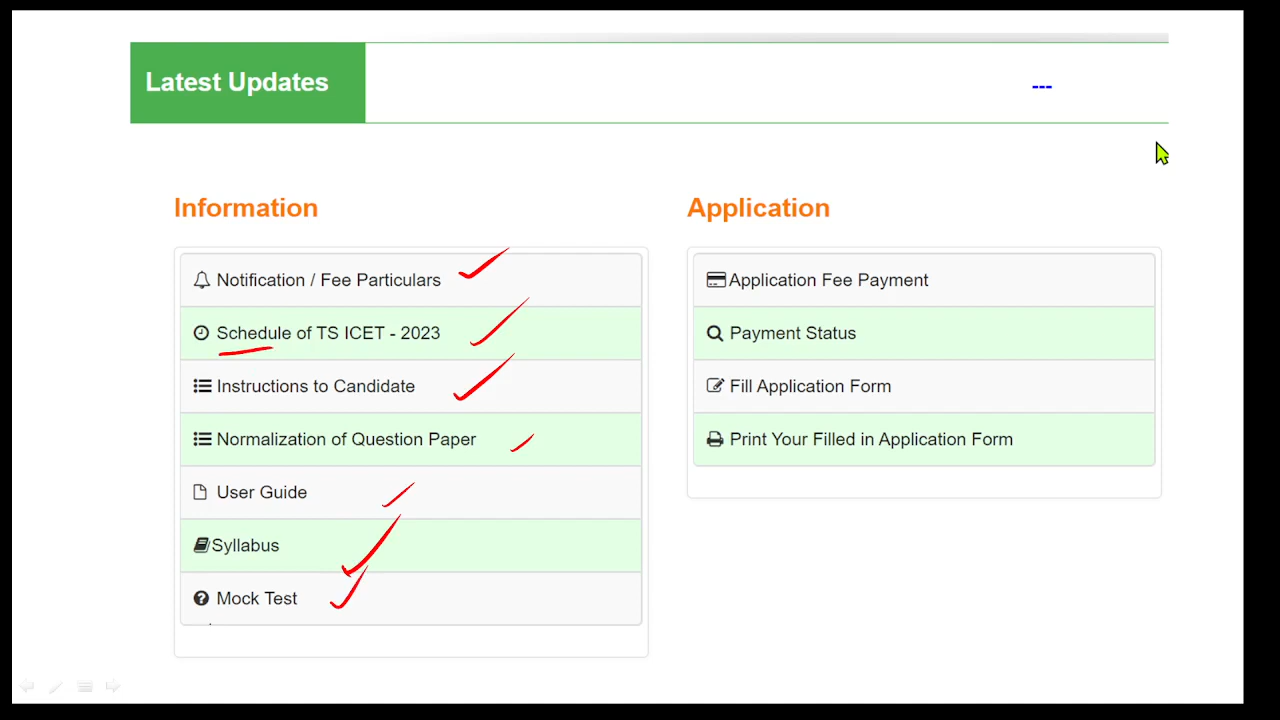 Latest Updates
---
Information
Notification / Fee Particulars
Schedule of TS ICET - 2023
Instructions to Candidate
Normalization of Question Paper
User Guide
Syllabus
Mock Test
Application
Application Fee Payment
Payment Status
Fill Application Form
Print Your Filled in Application Form